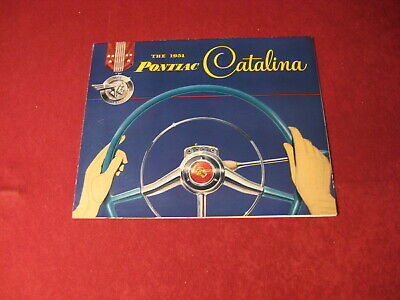 THE 1951
PONTIAC Catalina